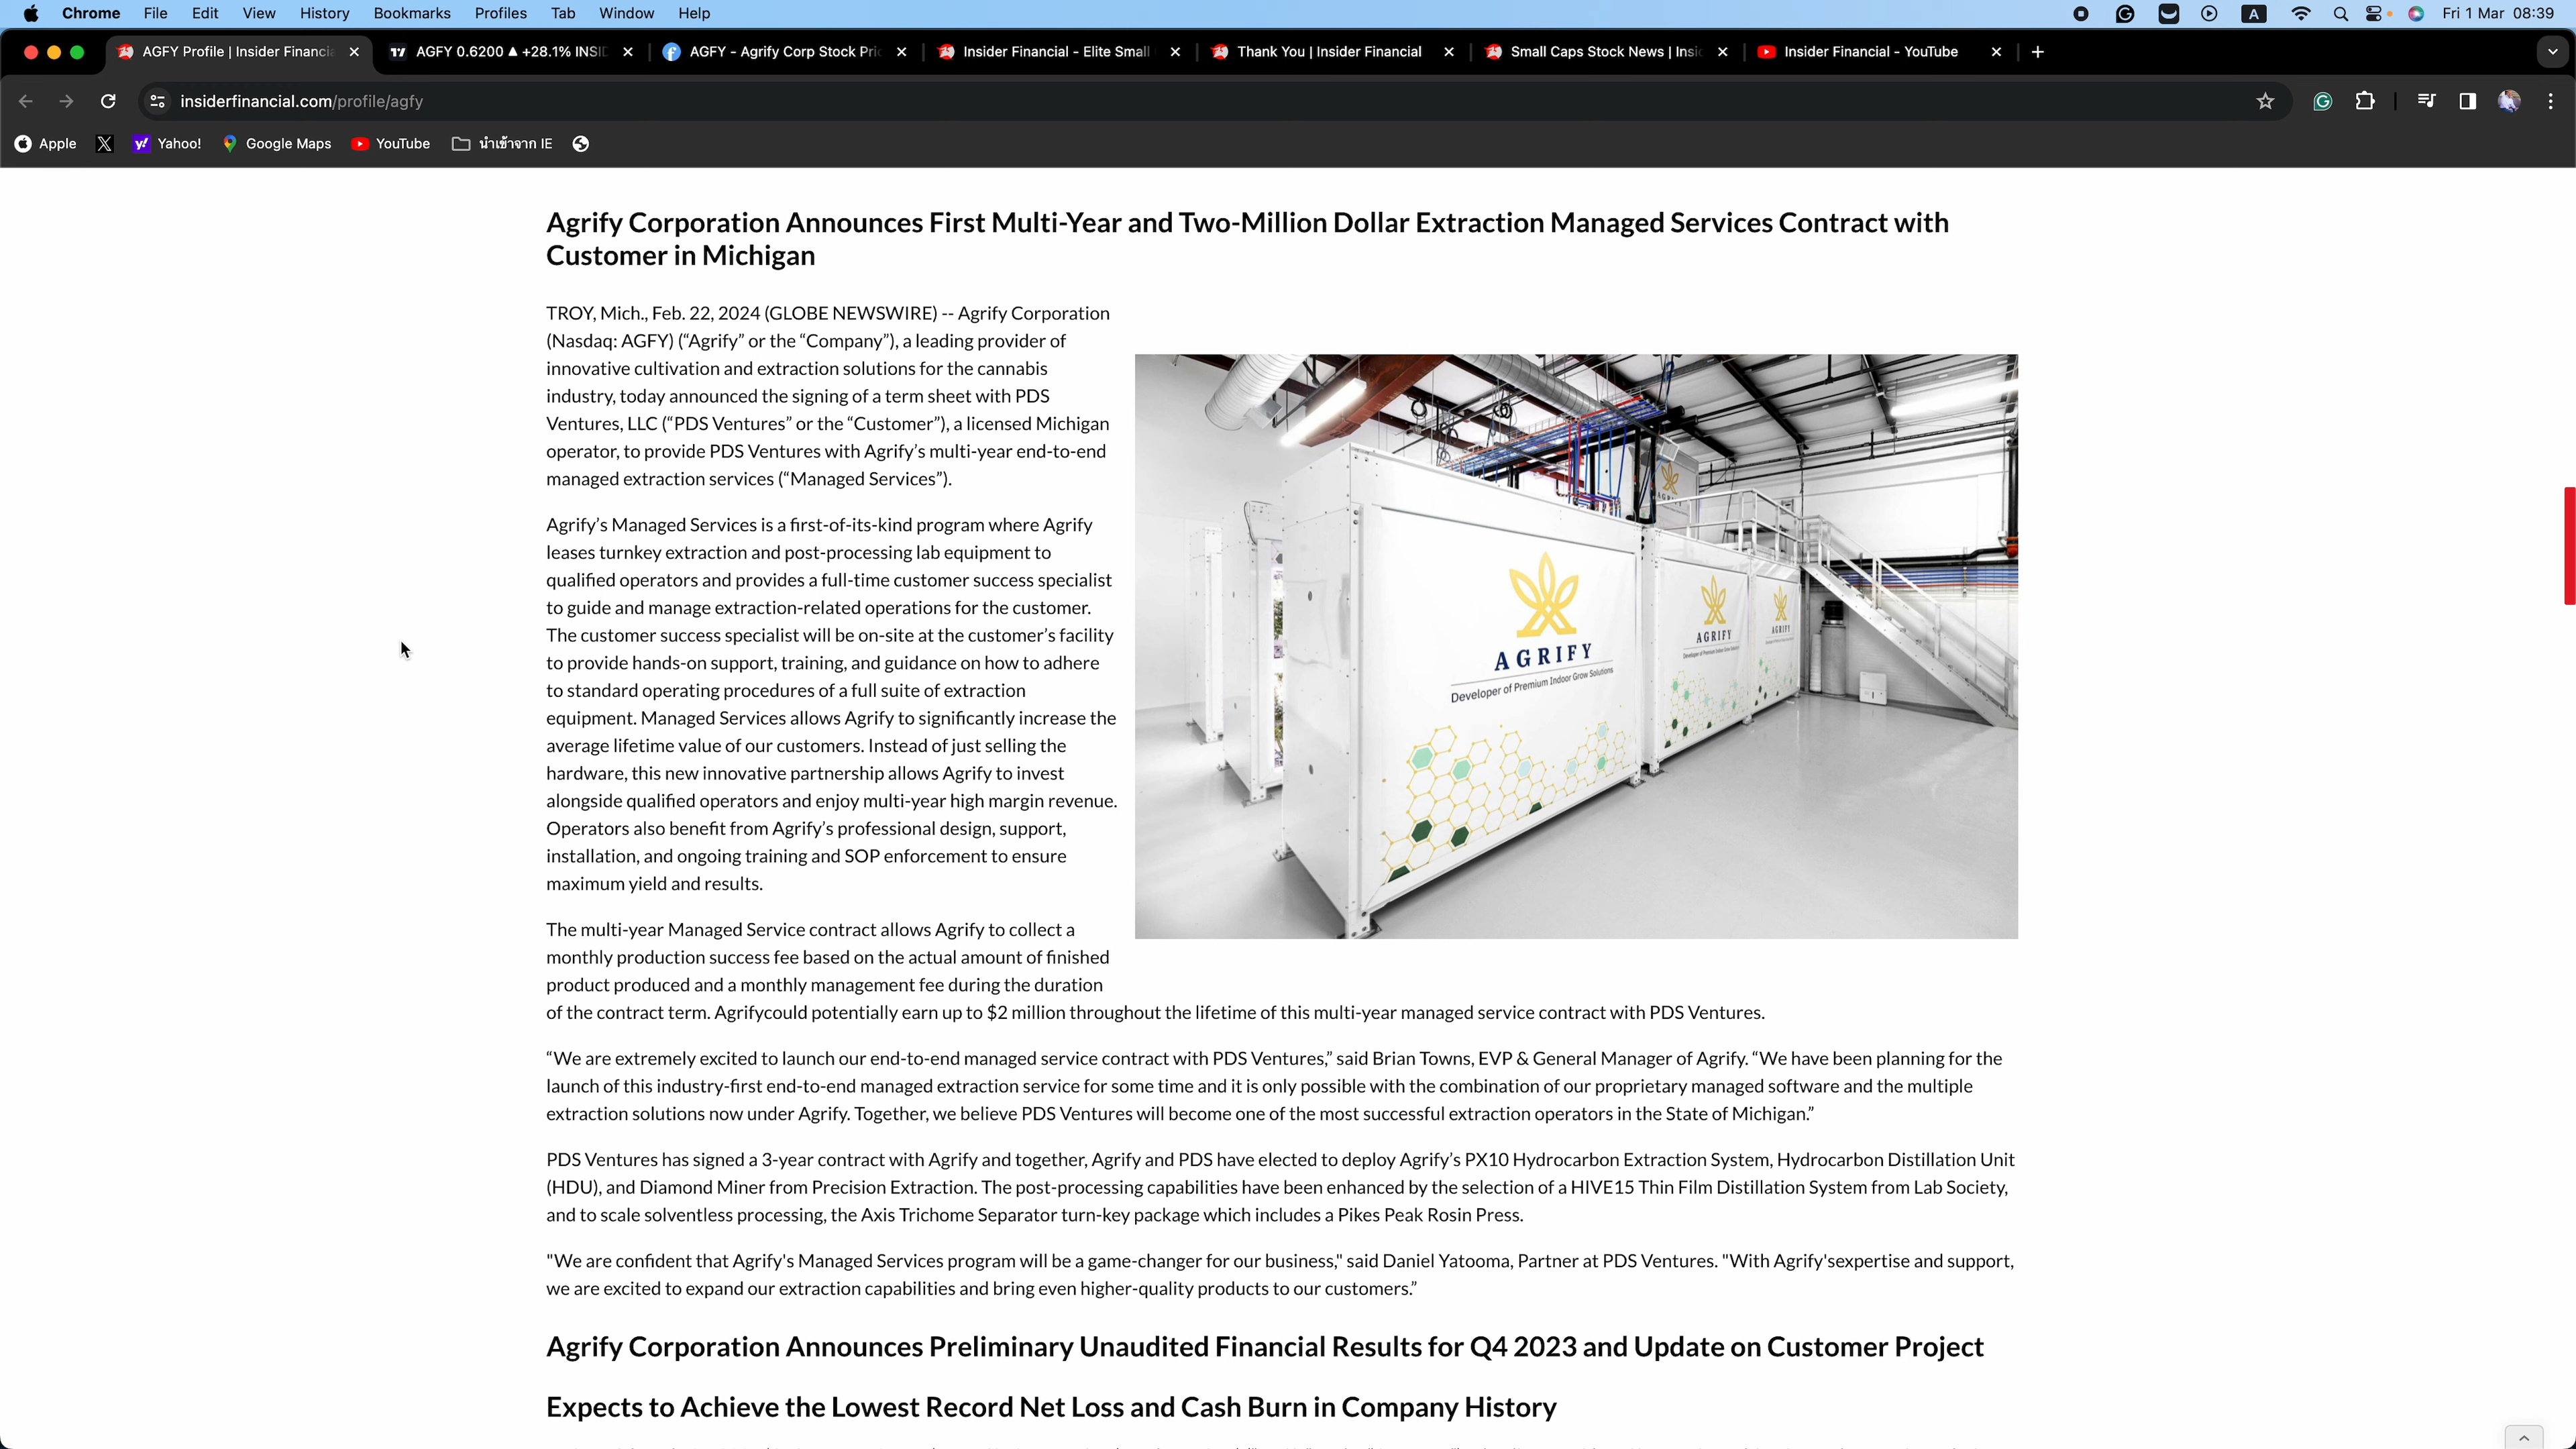 Chrome File Edit View History Bookmarks Profiles Tab Window Help
A Fri 1 Mar 08:39
AGFY Profile | Insider Financia
AGFY 0.6200 ▲ +28.1% INSID
AGFY - Agrify Corp Stock Pric
Insider Financial - Elite Small
Thank You | Insider Financial
Small Caps Stock News | Insid
Insider Financial - YouTube
insiderfinancial.com/profile/agfy
Apple Yahoo! Google Maps YouTube นำเข้าจาก IE
Agrify Corporation Announces First Multi-Year and Two-Million Dollar Extraction Managed Services Contract with
Customer in Michigan
TROY, Mich., Feb. 22, 2024 (GLOBE NEWSWIRE) -- Agrify Corporation
(Nasdaq: AGFY) (“Agrify” or the “Company”), a leading provider of
innovative cultivation and extraction solutions for the cannabis
industry, today announced the signing of a term sheet with PDS
Ventures, LLC (“PDS Ventures” or the “Customer”), a licensed Michigan
operator, to provide PDS Ventures with Agrify’s multi-year end-to-end
managed extraction services (“Managed Services”).
Agrify’s Managed Services is a first-of-its-kind program where Agrify
leases turnkey extraction and post-processing lab equipment to
qualified operators and provides a full-time customer success specialist
to guide and manage extraction-related operations for the customer.
The customer success specialist will be on-site at the customer’s facility
to provide hands-on support, training, and guidance on how to adhere
to standard operating procedures of a full suite of extraction
equipment. Managed Services allows Agrify to significantly increase the
average lifetime value of our customers. Instead of just selling the
hardware, this new innovative partnership allows Agrify to invest
alongside qualified operators and enjoy multi-year high margin revenue.
Operators also benefit from Agrify’s professional design, support,
installation, and ongoing training and SOP enforcement to ensure
maximum yield and results.
The multi-year Managed Service contract allows Agrify to collect a
monthly production success fee based on the actual amount of finished
product produced and a monthly management fee during the duration
of the contract term. Agrifycould potentially earn up to $2 million throughout the lifetime of this multi-year managed service contract with PDS Ventures.
AGRIFY
Developer of Premium Indoor Grow Solutions
AGRIFY
AGRIFY
“We are extremely excited to launch our end-to-end managed service contract with PDS Ventures,” said Brian Towns, EVP & General Manager of Agrify. “We have been planning for the
launch of this industry-first end-to-end managed extraction service for some time and it is only possible with the combination of our proprietary managed software and the multiple
extraction solutions now under Agrify. Together, we believe PDS Ventures will become one of the most successful extraction operators in the State of Michigan.”
PDS Ventures has signed a 3-year contract with Agrify and together, Agrify and PDS have elected to deploy Agrify’s PX10 Hydrocarbon Extraction System, Hydrocarbon Distillation Unit
(HDU), and Diamond Miner from Precision Extraction. The post-processing capabilities have been enhanced by the selection of a HIVE15 Thin Film Distillation System from Lab Society,
and to scale solventless processing, the Axis Trichome Separator turn-key package which includes a Pikes Peak Rosin Press.
"We are confident that Agrify's Managed Services program will be a game-changer for our business," said Daniel Yatooma, Partner at PDS Ventures. "With Agrify'sexpertise and support,
we are excited to expand our extraction capabilities and bring even higher-quality products to our customers.”
Agrify Corporation Announces Preliminary Unaudited Financial Results for Q4 2023 and Update on Customer Project
Expects to Achieve the Lowest Record Net Loss and Cash Burn in Company History